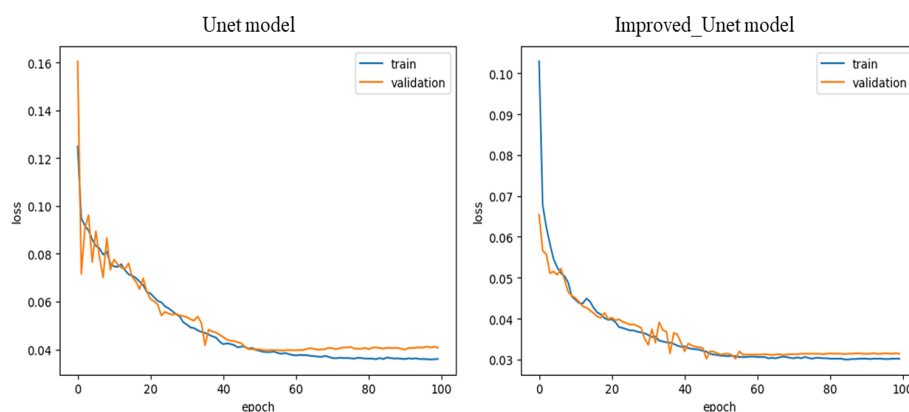 Unet model
Improved_Unet model
train
validation
0.16
0.14
0.12
0.10
0.08
0.06
0.04
loss
0
20
40
60
80
100
epoch
train
validation
0.10
0.09
0.08
0.07
0.06
0.05
0.04
0.03
loss
0
20
40
60
80
100
epoch